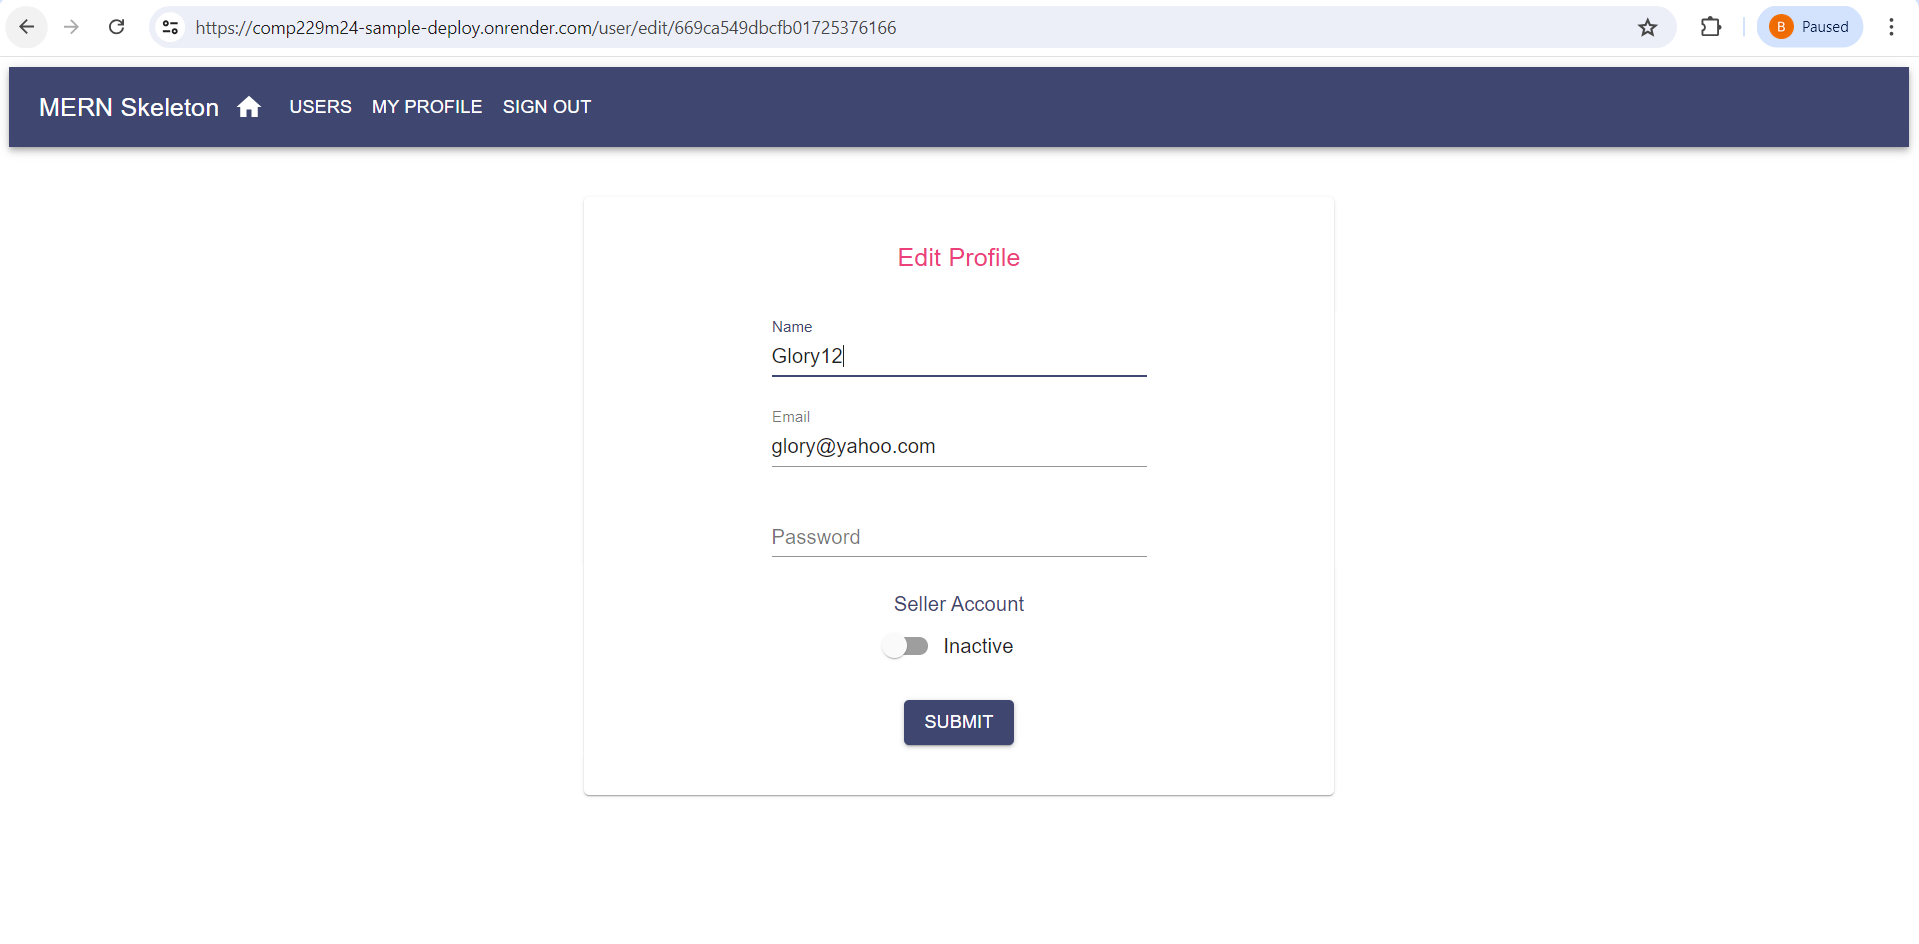 https://comp229m24-sample-deploy.onrender.com/user/edit/669ca549dbcfb01725376166
B Paused
MERN Skeleton USERS MY PROFILE SIGN OUT
Edit Profile
Name
Glory12
Email
glory@yahoo.com
Password
Seller Account
Inactive
SUBMIT